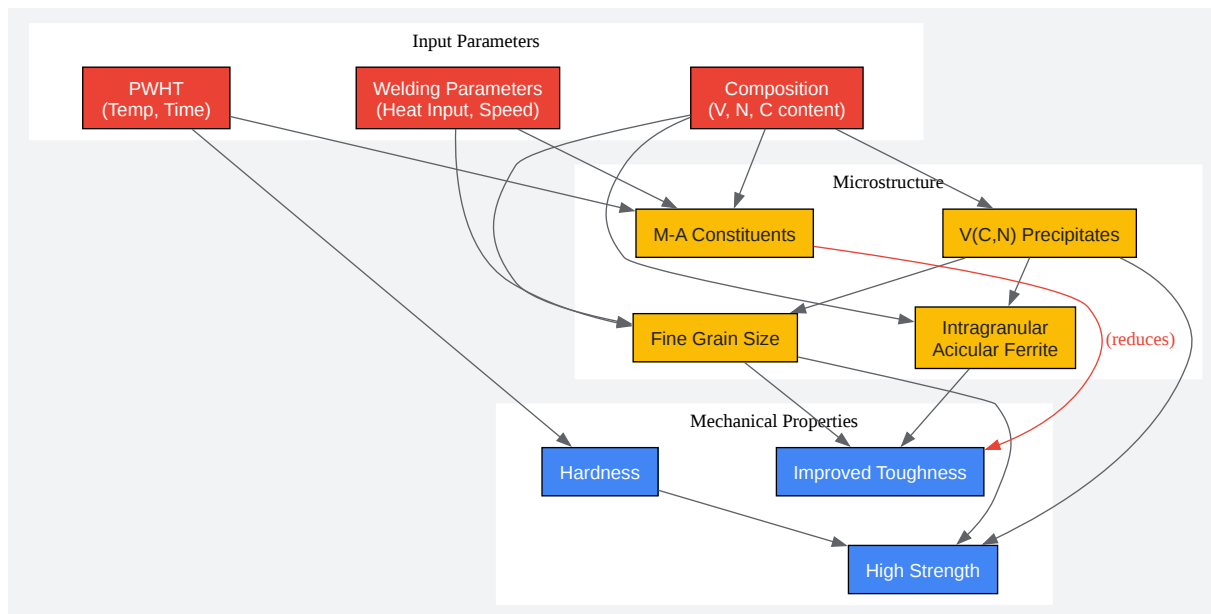 Input Parameters
PWHT
(Temp, Time)
Welding Parameters
(Heat Input, Speed)
Composition
(V, N, C content)
Microstructure
M-A Constituents
V(C,N) Precipitates
Fine Grain Size
Intragranular
Acicular Ferrite
(reduces)
Mechanical Properties
Hardness
Improved Toughness
High Strength